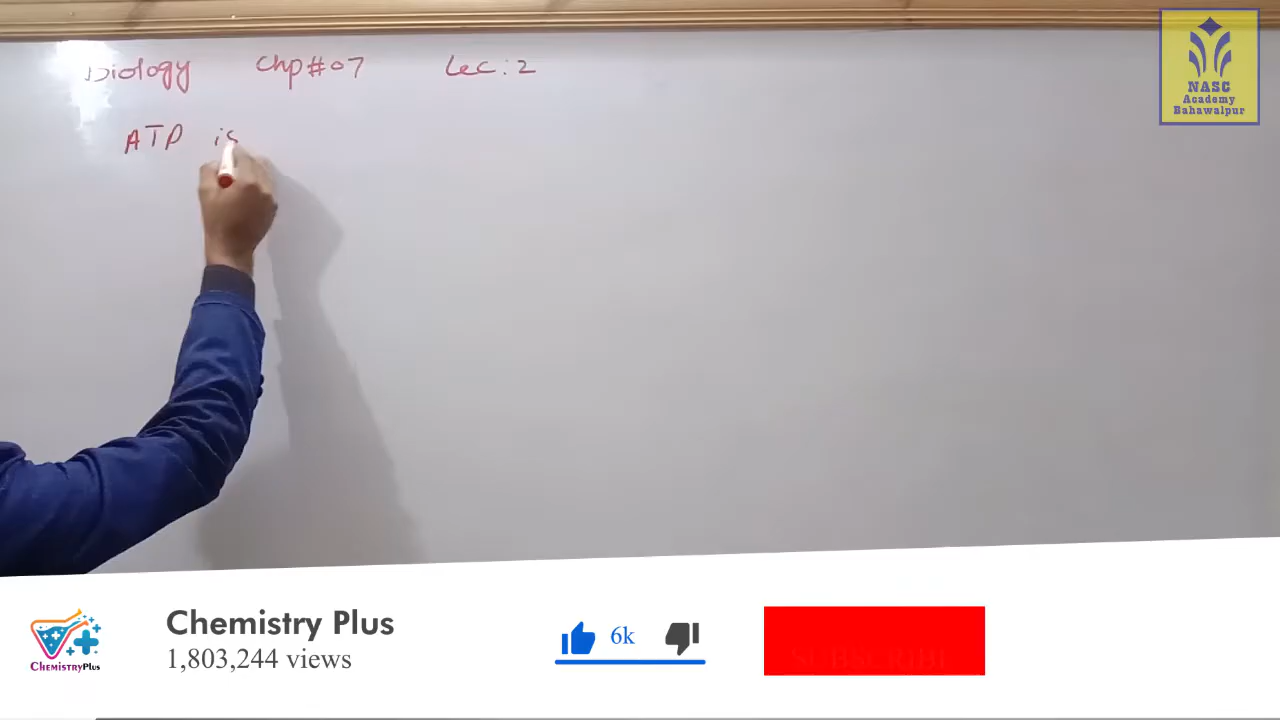 Biology Chp#07 Lec:2
NASC
Academy
Bahawalpur
ATP is
Chemistry Plus
1,803,244 views
6k
ChemistryPlus